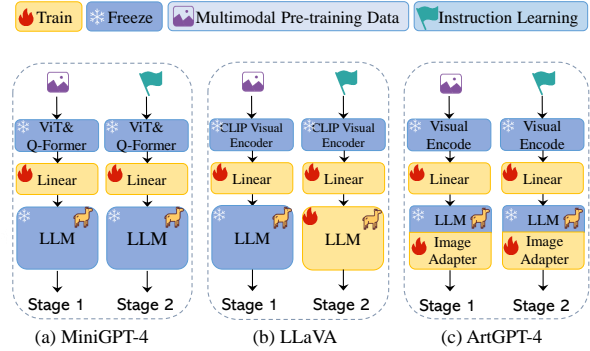 Train Freeze Multimodal Pre-training Data Instruction Learning
ViT&
Q-Former
Linear
LLM
Stage 1
ViT&
Q-Former
Linear
LLM
Stage 2
(a) MiniGPT-4
CLIP Visual
Encoder
Linear
LLM
Stage 1
CLIP Visual
Encoder
Linear
LLM
Stage 2
(b) LLaVA
Visual
Encode
Linear
LLM
Image
Adapter
Stage 1
Visual
Encode
Linear
LLM
Image
Adapter
Stage 2
(c) ArtGPT-4